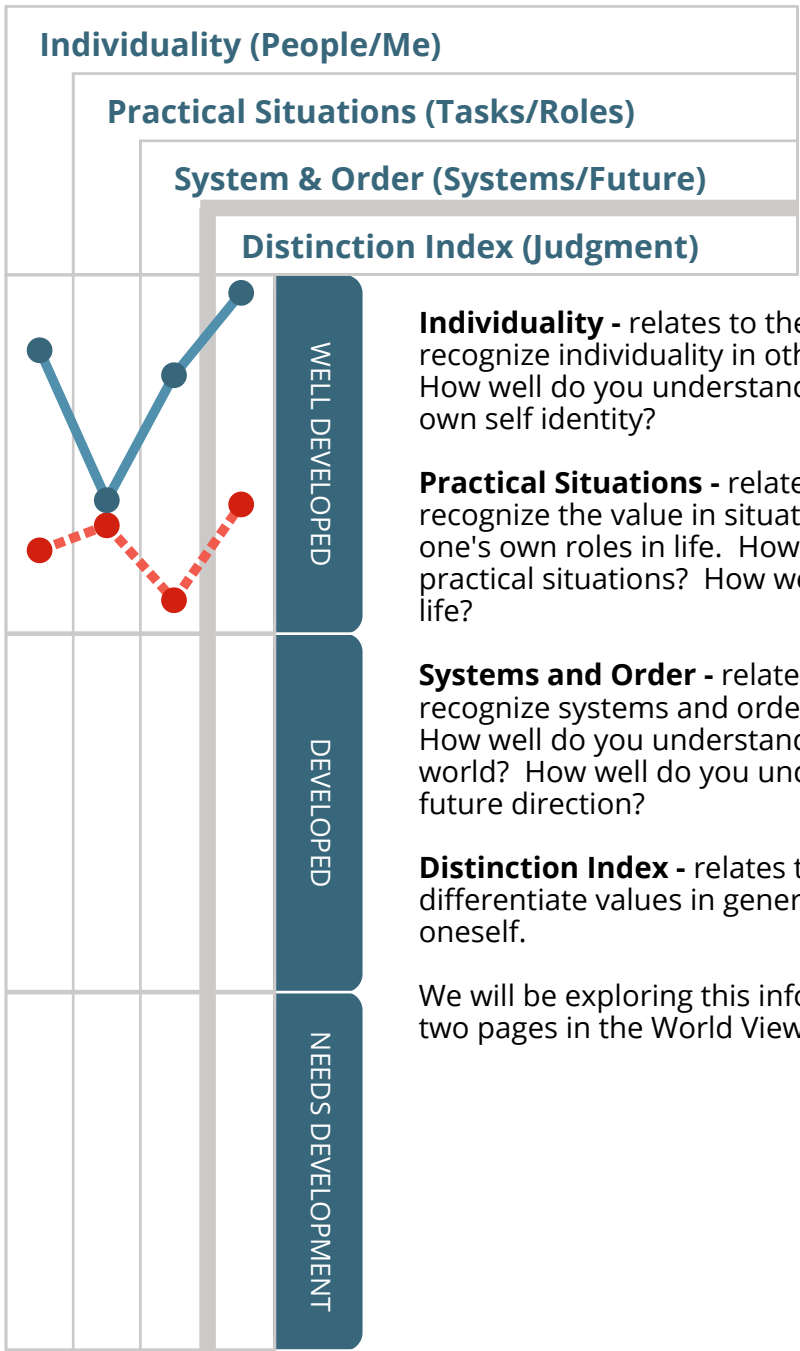 Individuality (People/Me)
Practical Situations (Tasks/Roles)
System & Order (Systems/Future)
Distinction Index (Judgment)
WELL DEVELOPED
DEVELOPED
NEEDS DEVELOPMENT
Individuality - relates to the
recognize individuality in oth
How well do you understand
own self identity?
Practical Situations - relate
recognize the value in situat
one's own roles in life.  How
practical situations?  How we
life?
Systems and Order - relate
recognize systems and orde
How well do you understand
world?  How well do you und
future direction?
Distinction Index - relates t
differentiate values in gener
oneself.
We will be exploring this info
two pages in the World View